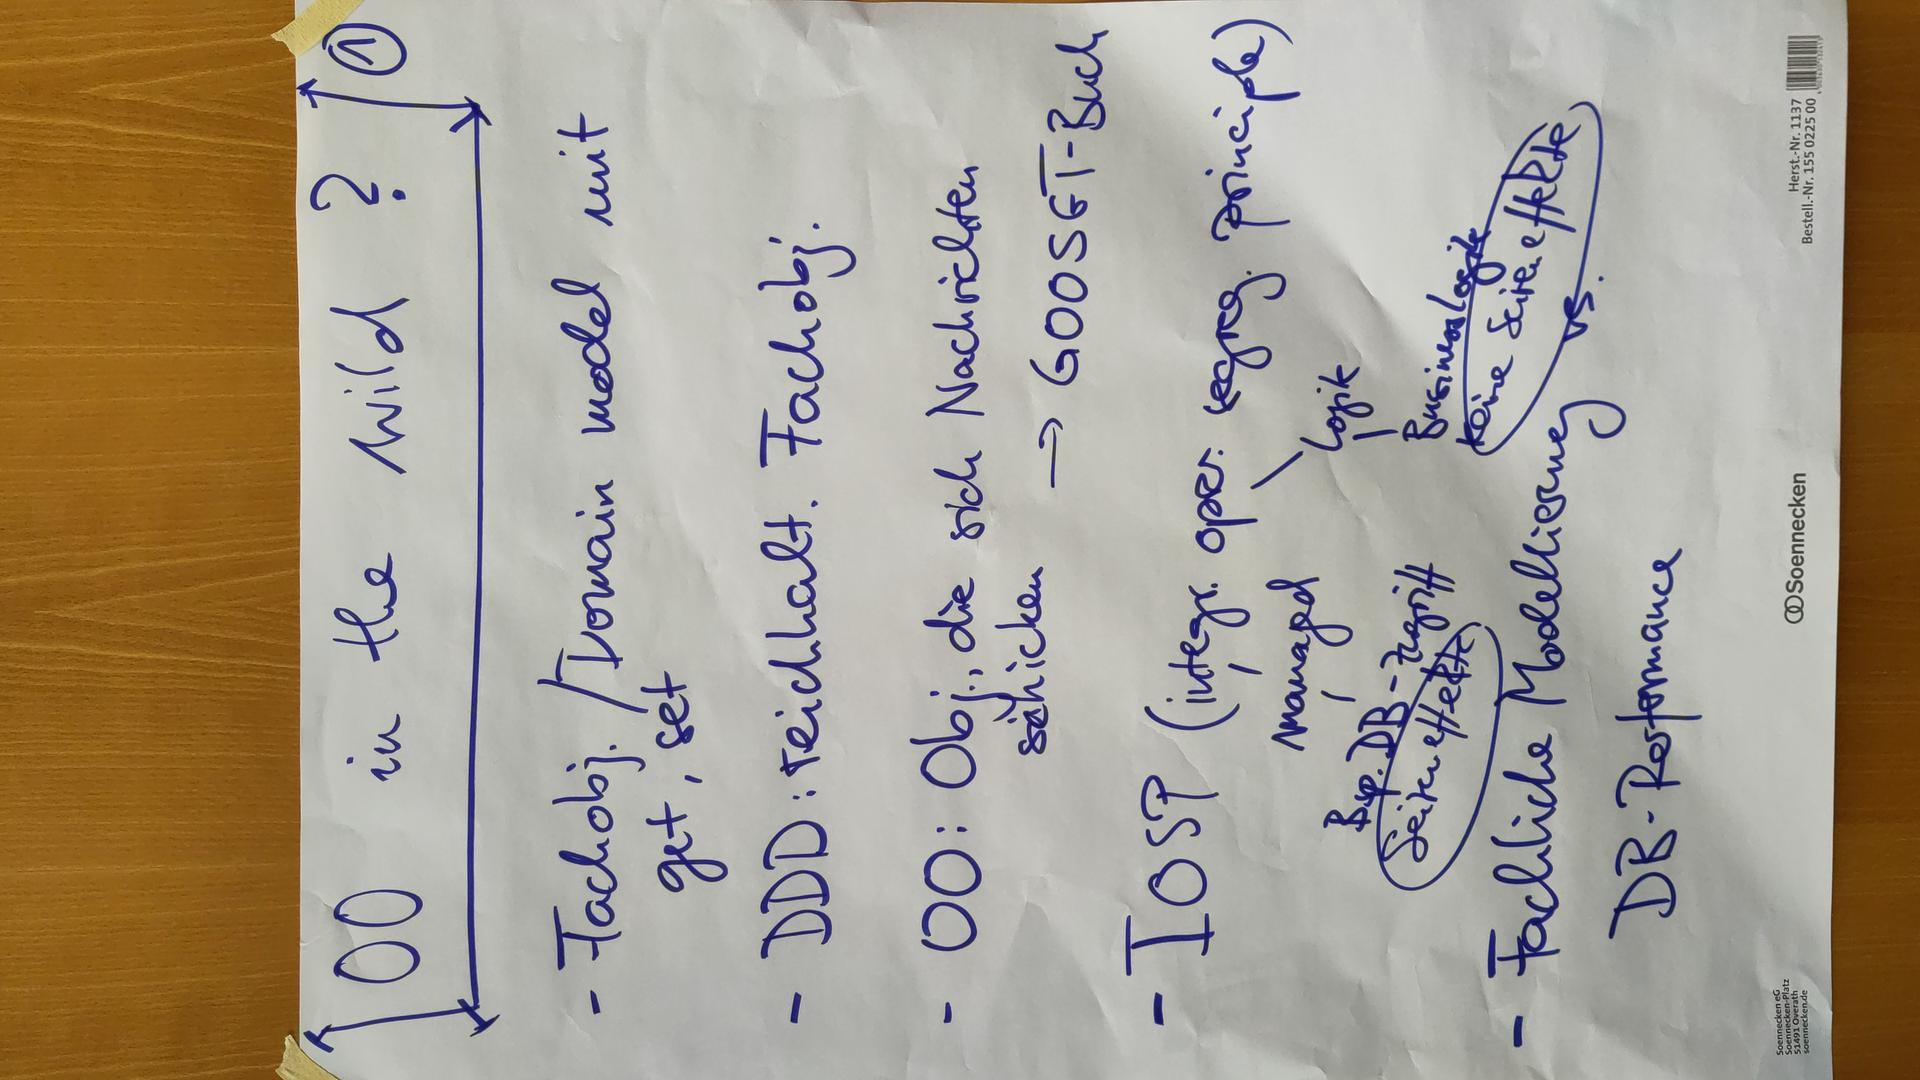 OO in the wild ? ①
- Fachobj. / Domain model mit
get, set
- DDD: reichhalt. Fachobj.
- OO: Obj., die sich Nachrichten
schicken
→ GOOSGT-Buch
- IOSP (integr. oper. segreg. principle)
managed
Logik
Bsp. DB-Zugriff
Seiteneffekte
Businesslogik
keine Seiteneffekte
- Fachliche Modellierung vs.
DB-Performance
Soennecken eG
Soennecken-Platz
51491 Overath
soennecken.de
Soennecken
Herst.-Nr. 1137
Bestell.-Nr. 155 0225 00